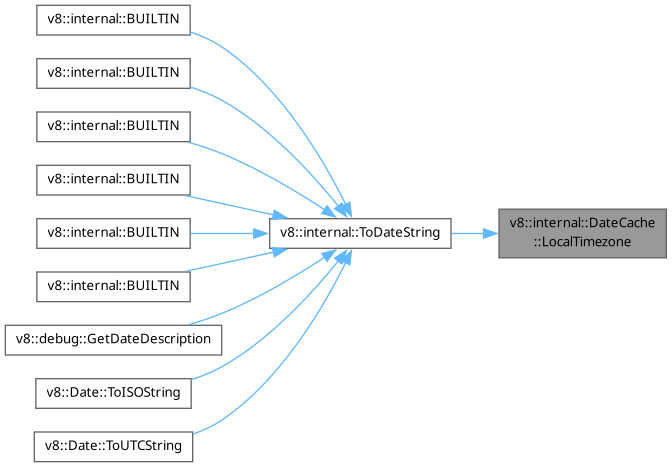 v8::internal::BUILTIN
v8::internal::BUILTIN
v8::internal::BUILTIN
v8::internal::BUILTIN
v8::internal::BUILTIN
v8::internal::BUILTIN
v8::debug::GetDateDescription
v8::Date::ToISOString
v8::Date::ToUTCString
v8::internal::ToDateString
v8::internal::DateCache
::LocalTimezone